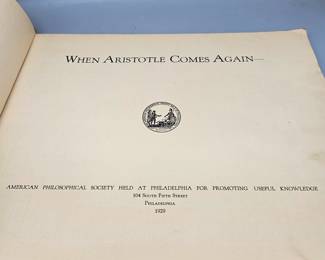 WHEN ARISTOTLE COMES AGAIN—
AMERICAN PHILOSOPHICAL SOCIETY HELD AT PHILADELPHIA FOR PROMOTING USEFUL KNOWLEDGE
104 SOUTH FIFTH STREET
PHILADELPHIA
1929